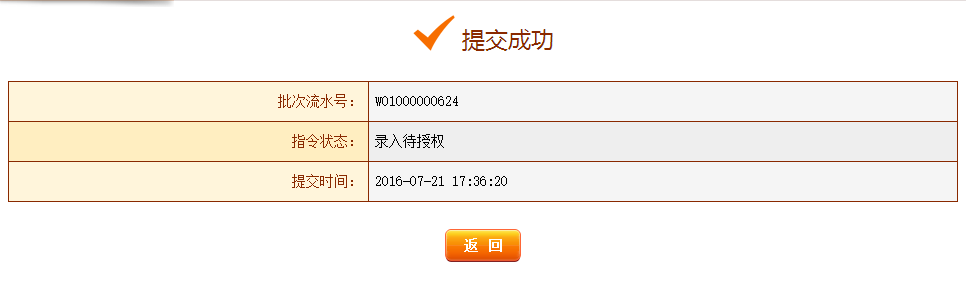 提交成功
批次流水号： W01000000624
指令状态： 录入待授权
提交时间： 2016-07-21 17:36:20
返 回